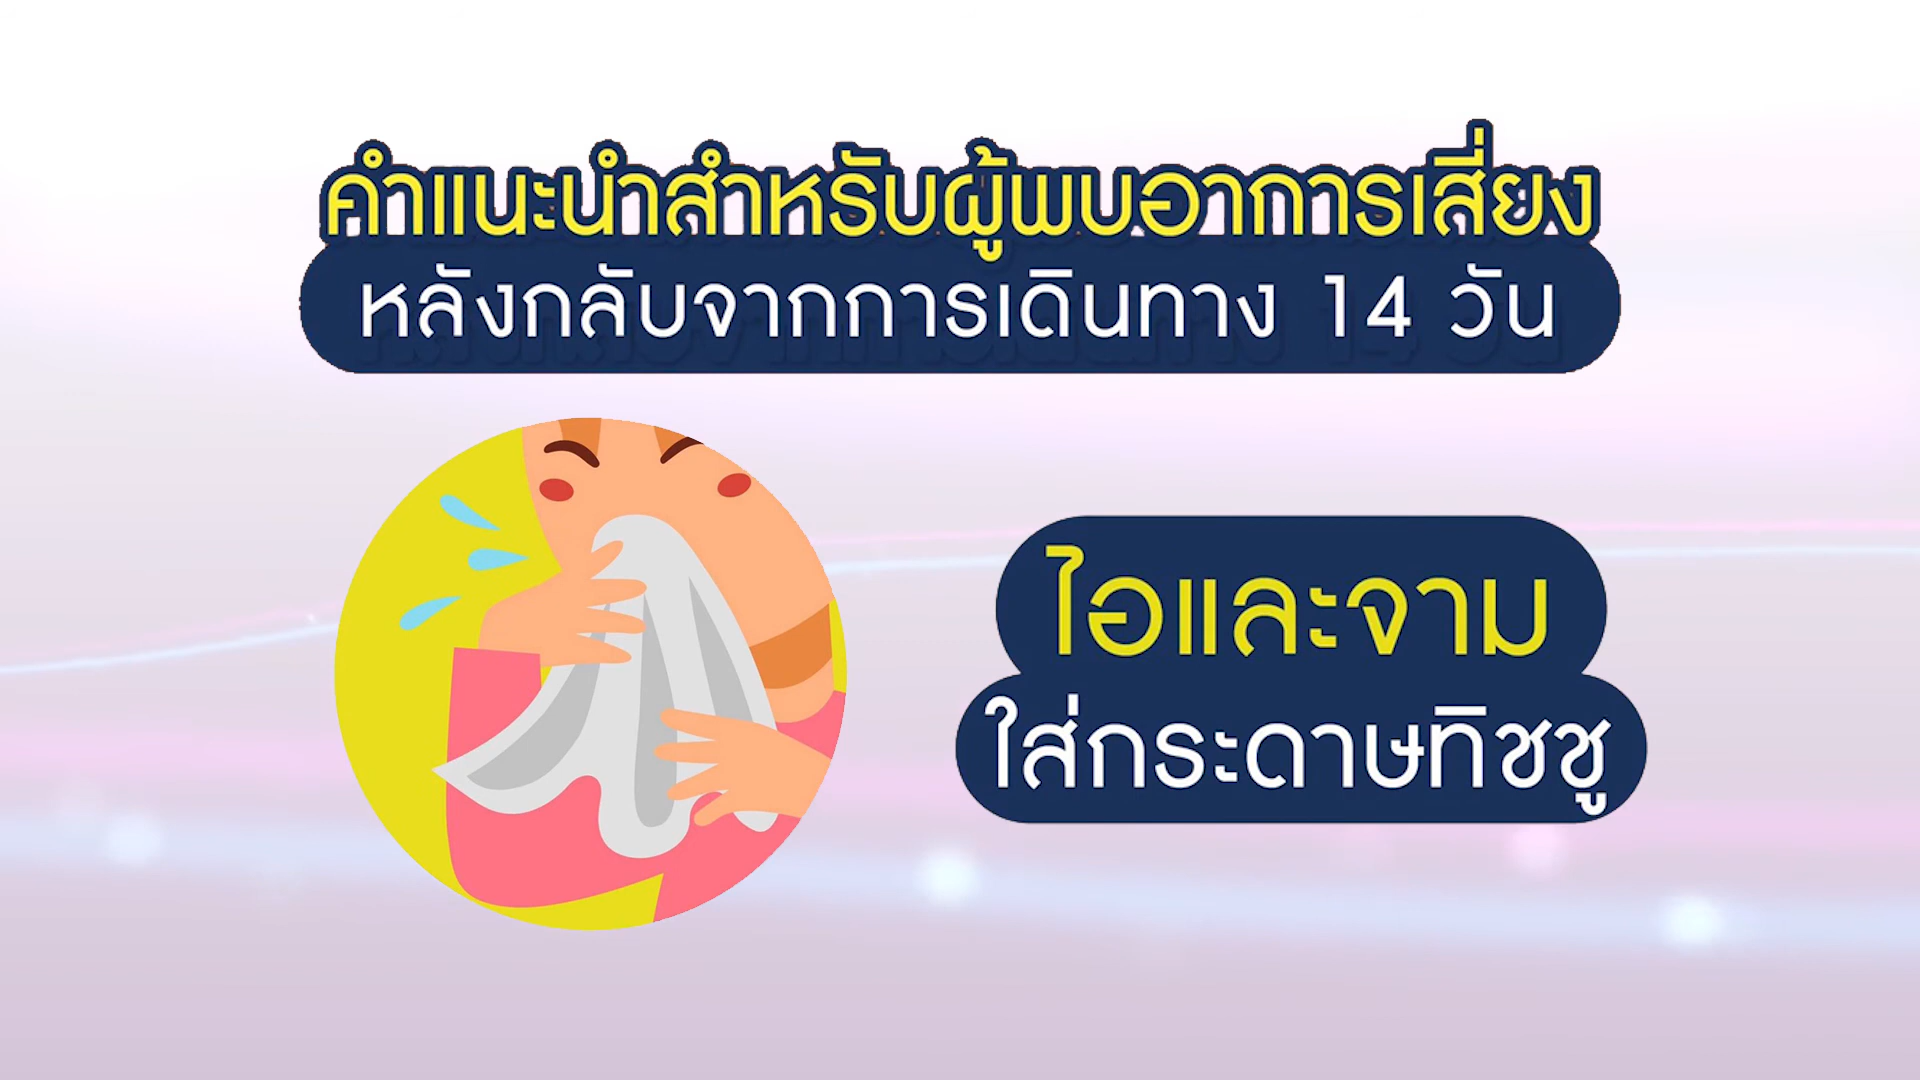 คำแนะนำสำหรับผู้พบอาการเสี่ยง
หลังกลับจากการเดินทาง 14 วัน
ไอและจาม
ใส่กระดาษทิชชู